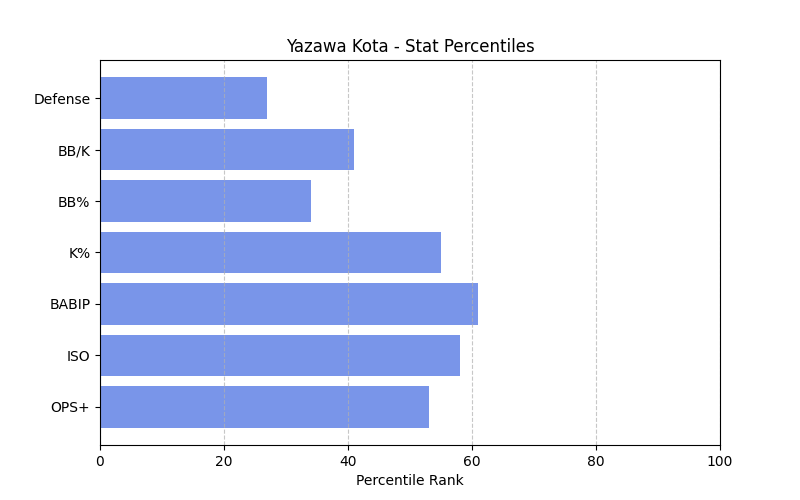 Yazawa Kota - Stat Percentiles
Defense
BB/K
BB%
K%
BABIP
ISO
OPS+
0 20 40 60 80 100
Percentile Rank